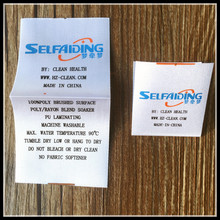 SELFAIDING
BY: CLEAN HEALTH
WWW.HZ-CLEAN.COM
MADE IN CHINA
100%POLY BRUSHED SURFACE
POLY/RAYON SOAKER BLAND
PU LAMINATING
MACHINE WASHABLE
MAX. WATER TEMPERATURE 90℃
TUMBLE DRY LOW OR HANG TO DRY
DO NOT BLEACH OR DRY CLEAN
NO FABRIC SOFTENER
SELFAIDING
BY: CLEAN HEALTH
WWW.HZ-CLEAN.COM
MADE IN CHINA